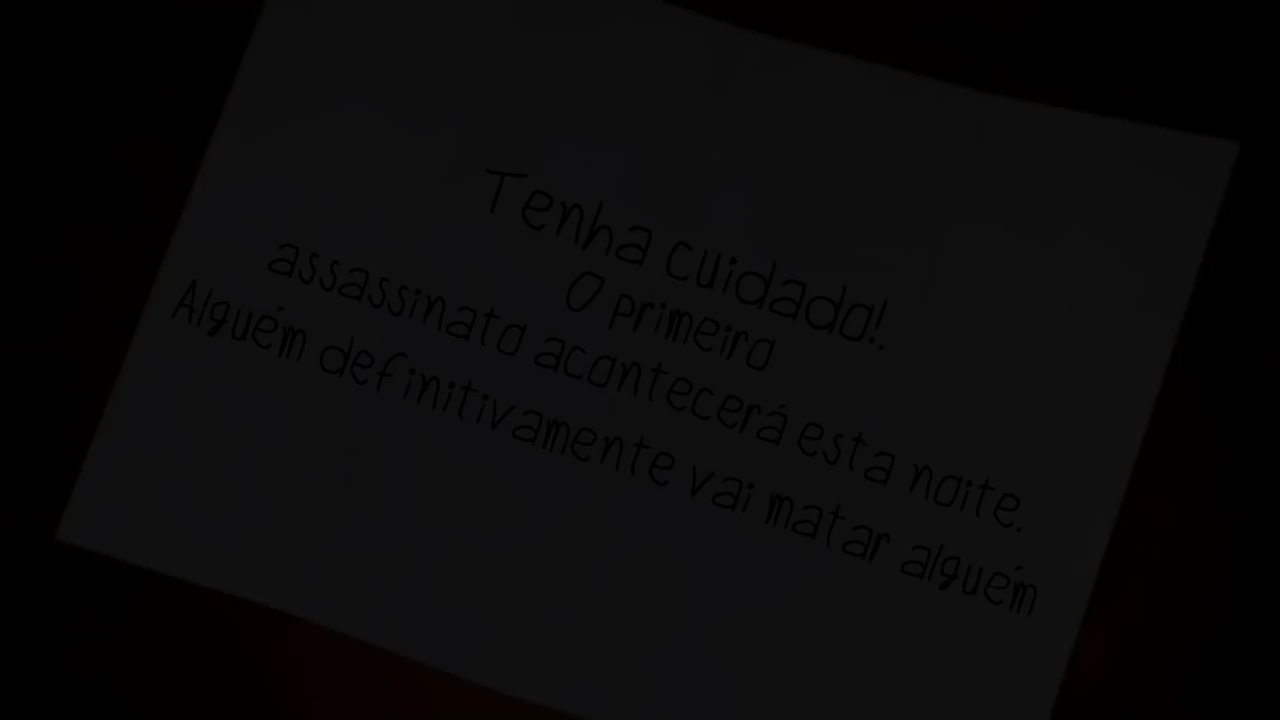 Tenha cuidado!.
O primeiro
assassinato acontecerá esta noite.
Alguém definitivamente vai matar alguém